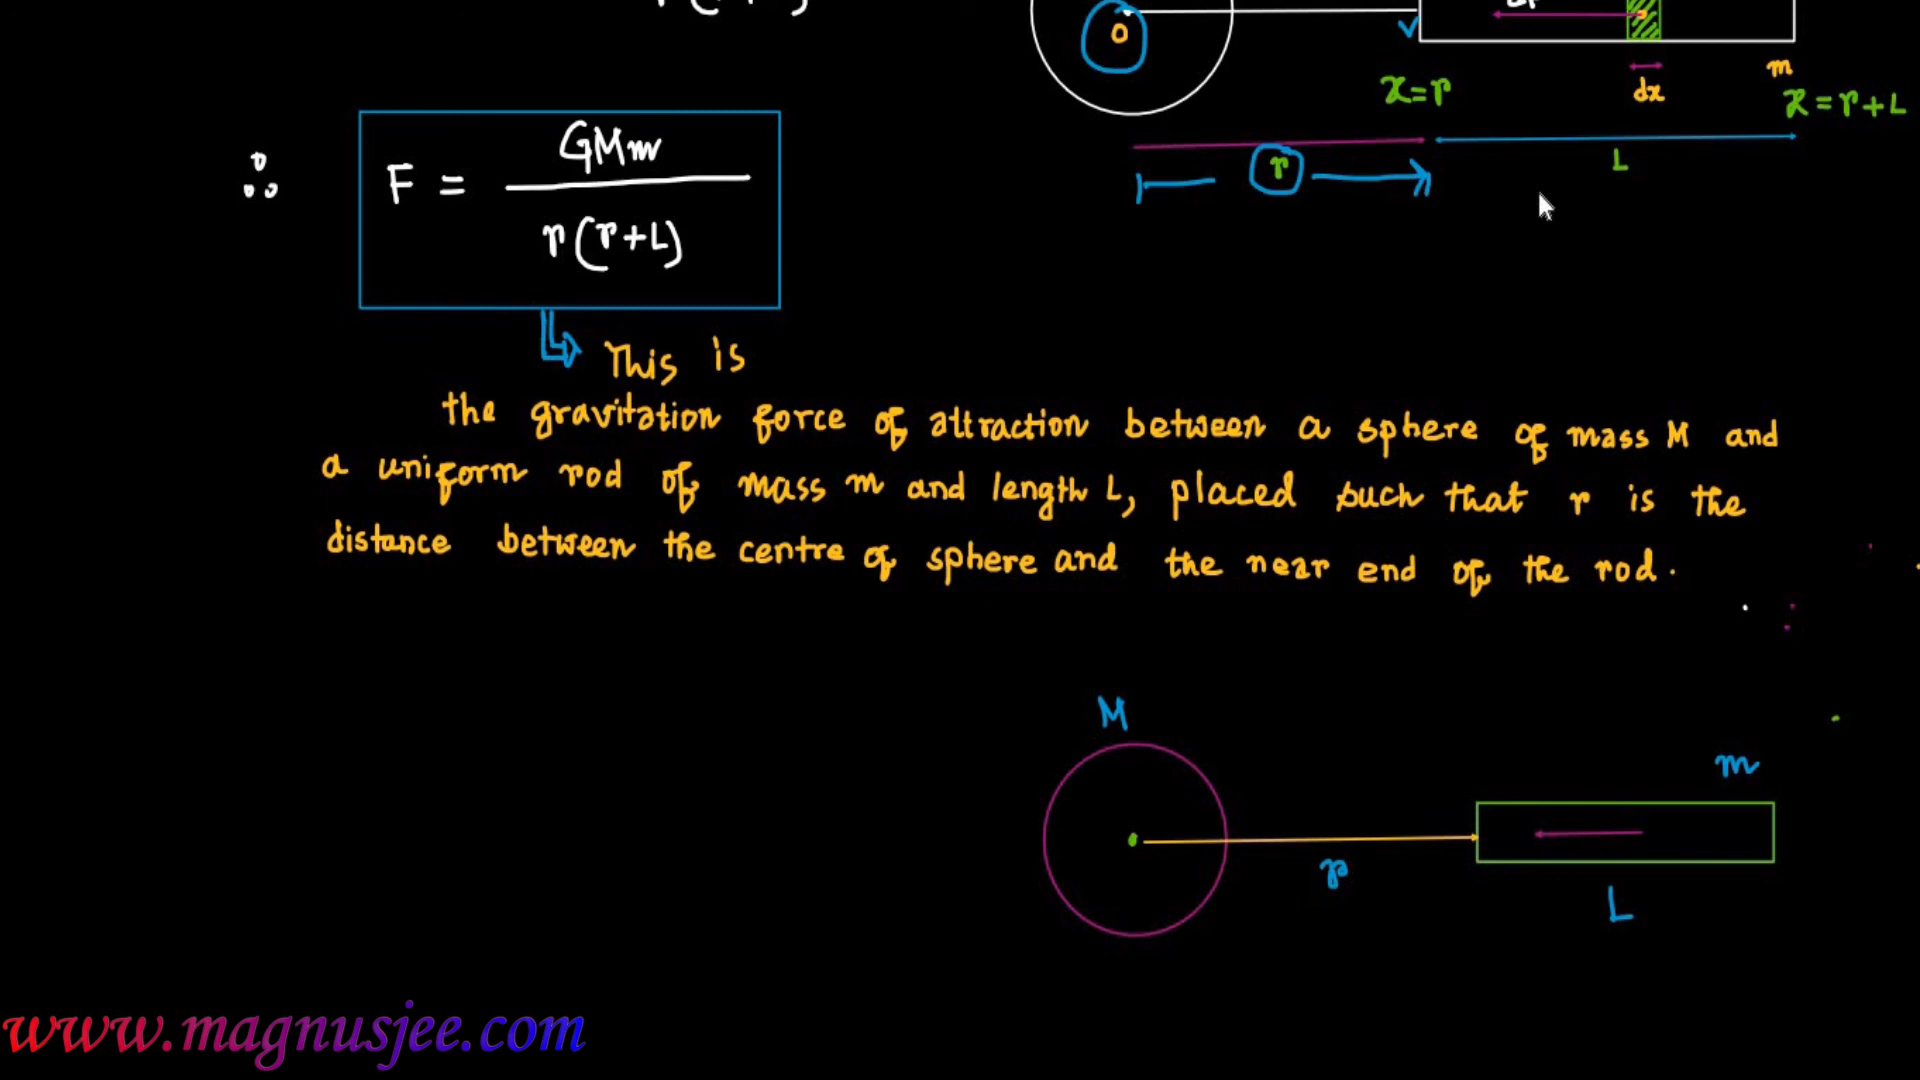 O
m
x=r
dx
x=r+L
r
L
∴ F = GMm / r(r+L)
This is
the gravitation force of attraction between a sphere of mass M and
a uniform rod of mass m and length L, placed such that r is the
distance between the centre of sphere and the near end of the rod.
M
m
r
L
www.magnusjee.com